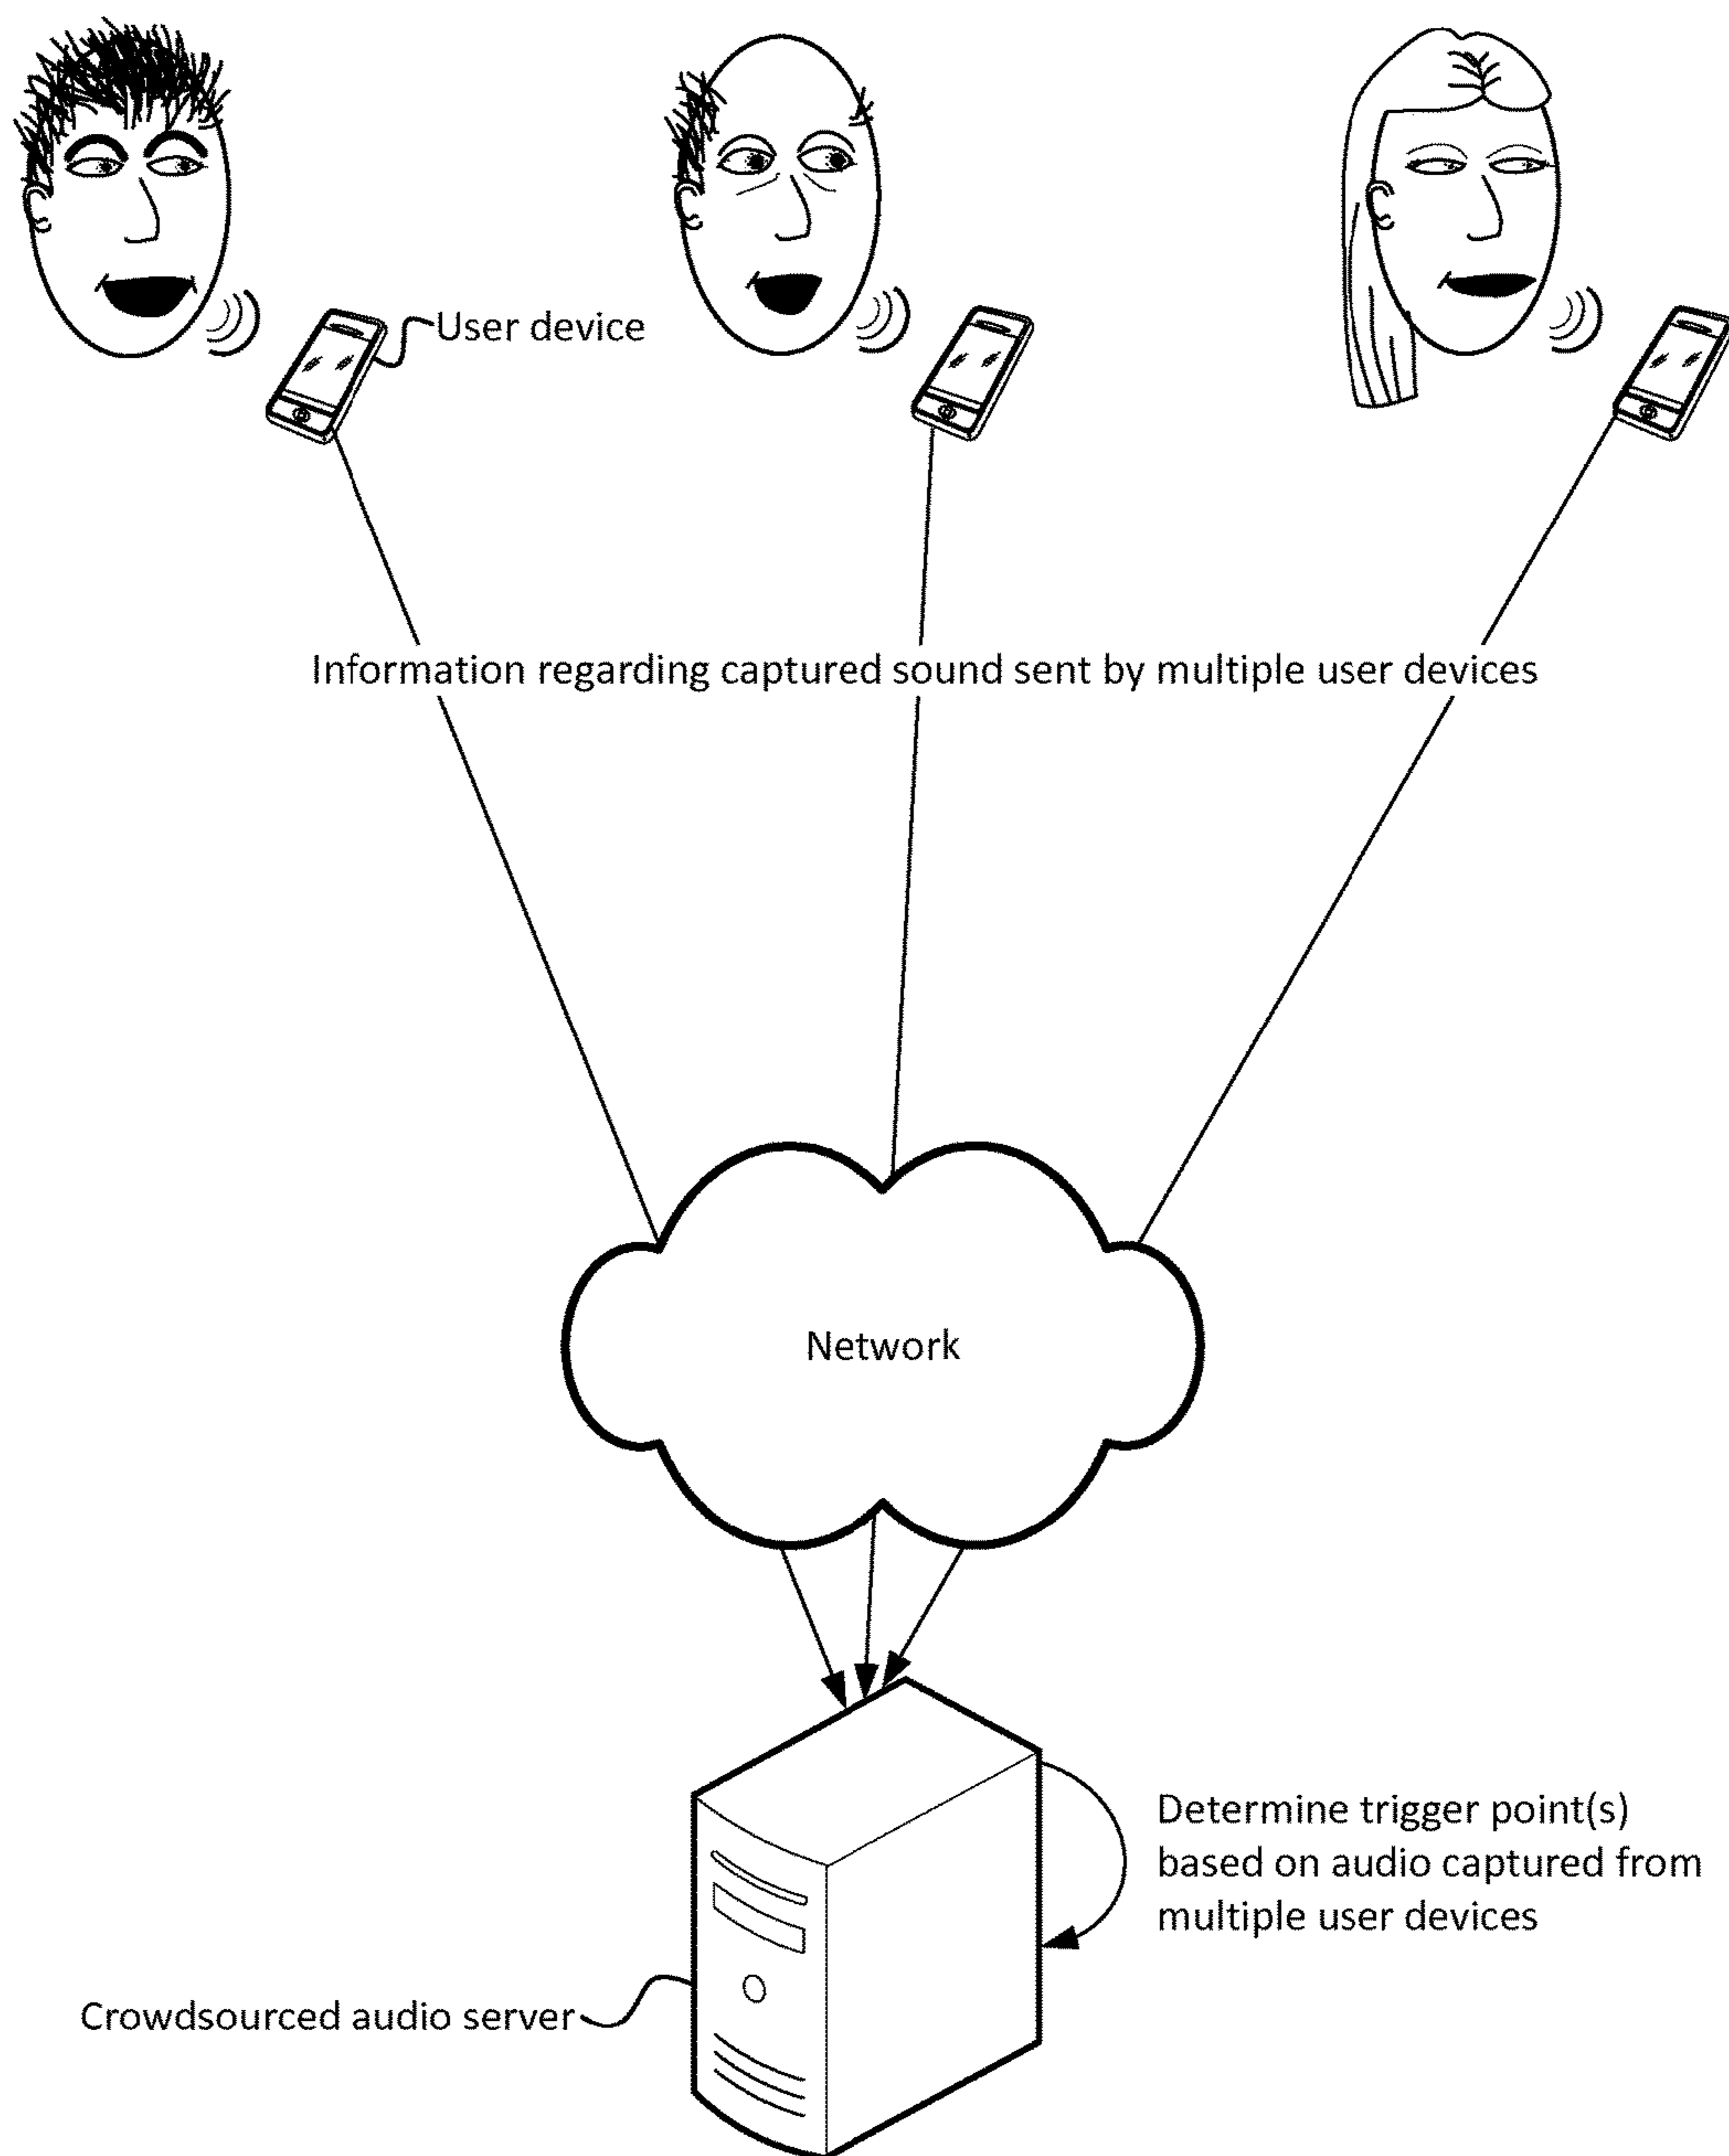 User device
Information regarding captured sound sent by multiple user devices
Network
Determine trigger point(s)
based on audio captured from
multiple user devices
Crowdsourced audio server